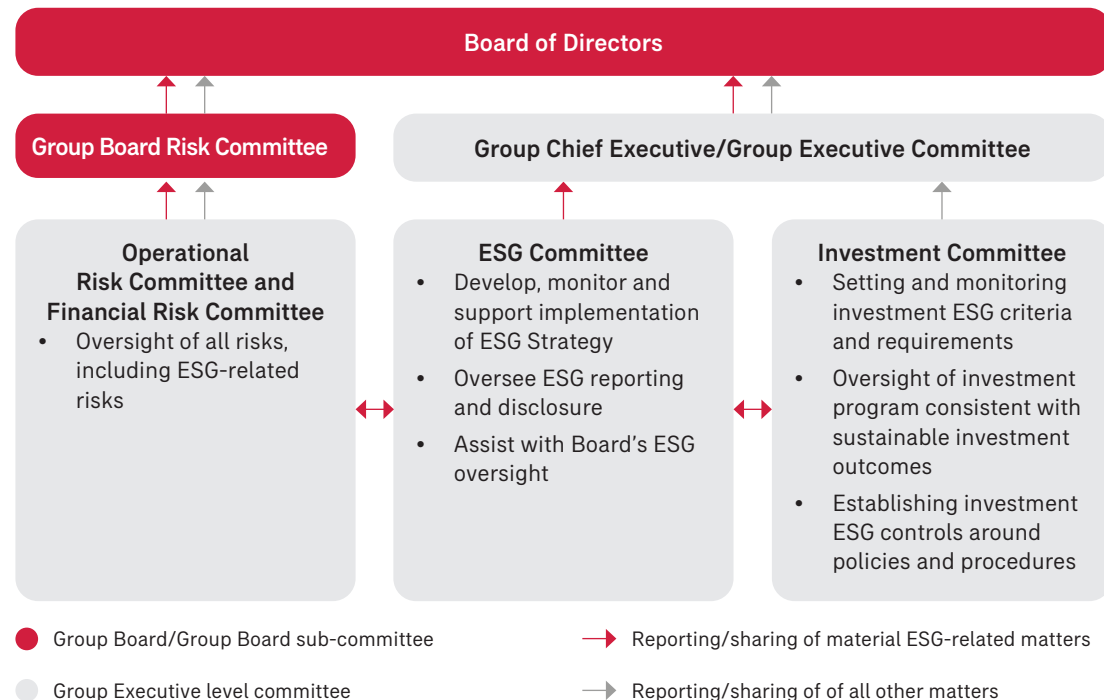 Board of Directors
Group Board Risk Committee
Group Chief Executive/Group Executive Committee
Operational
Risk Committee and
Financial Risk Committee
• Oversight of all risks,
including ESG-related
risks
ESG Committee
• Develop, monitor and
support implementation
of ESG Strategy
• Oversee ESG reporting
and disclosure
• Assist with Board’s ESG
oversight
Investment Committee
• Setting and monitoring
investment ESG criteria
and requirements
• Oversight of investment
program consistent with
sustainable investment
outcomes
• Establishing investment
ESG controls around
policies and procedures
Group Board/Group Board sub-committee
Reporting/sharing of material ESG-related matters
Group Executive level committee
Reporting/sharing of of all other matters